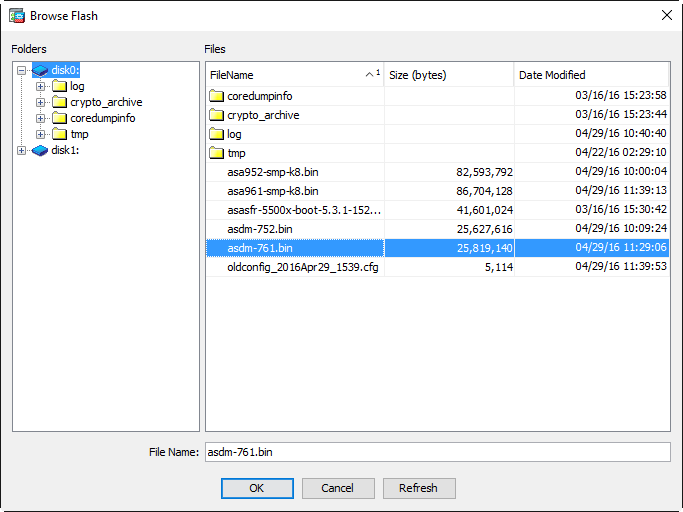 Browse Flash
Folders
disk0:
log
crypto_archive
coredumpinfo
tmp
disk1:
Files
FileName 1 Size (bytes) Date Modified
coredumpinfo 03/16/16 15:23:58
crypto_archive 03/16/16 15:23:44
log 04/29/16 10:40:40
tmp 04/22/16 02:29:10
asa952-smp-k8.bin 82,593,792 04/29/16 10:00:04
asa961-smp-k8.bin 86,704,128 04/29/16 11:39:13
asasfr-5500x-boot-5.3.1-152... 41,601,024 03/16/16 15:30:42
asdm-752.bin 25,627,616 04/29/16 10:09:24
asdm-761.bin 25,819,140 04/29/16 11:29:06
oldconfig_2016Apr29_1539.cfg 5,114 04/29/16 11:39:53
File Name: asdm-761.bin
OK Cancel Refresh